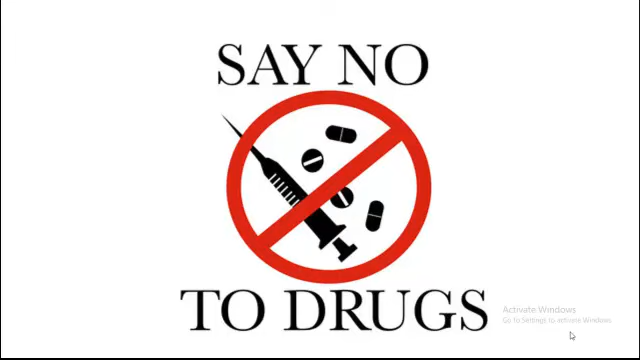 SAY NO
TO DRUGS
Activate Windows
Go to Settings to activate Windows.